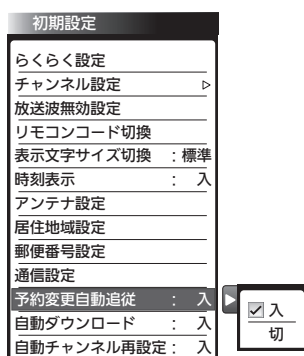 初期設定
らくらく設定
チャンネル設定 ▷
放送波無効設定
リモコンコード切換
表示文字サイズ切換 : 標準
時刻表示 : 入
アンテナ設定
居住地域設定
郵便番号設定
通信設定
予約変更自動追従 : 入
自動ダウンロード : 入
自動チャンネル再設定 : 入
入
切